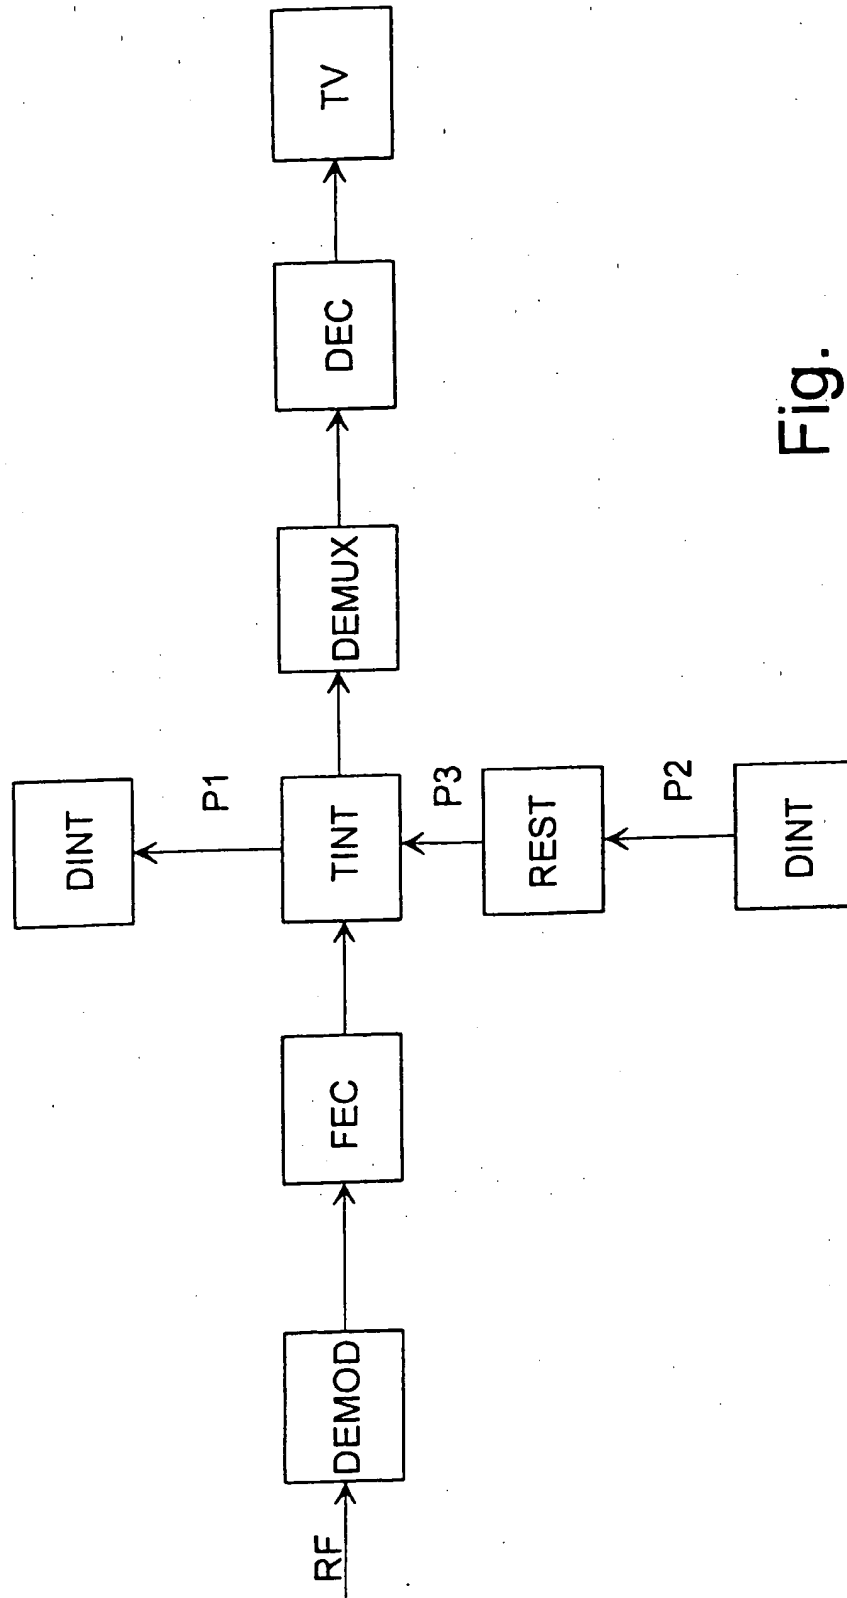 RF
DEMOD
FEC
TINT
DEMUX
DEC
TV
DINT
P1
P3
REST
P2
DINT
Fig.